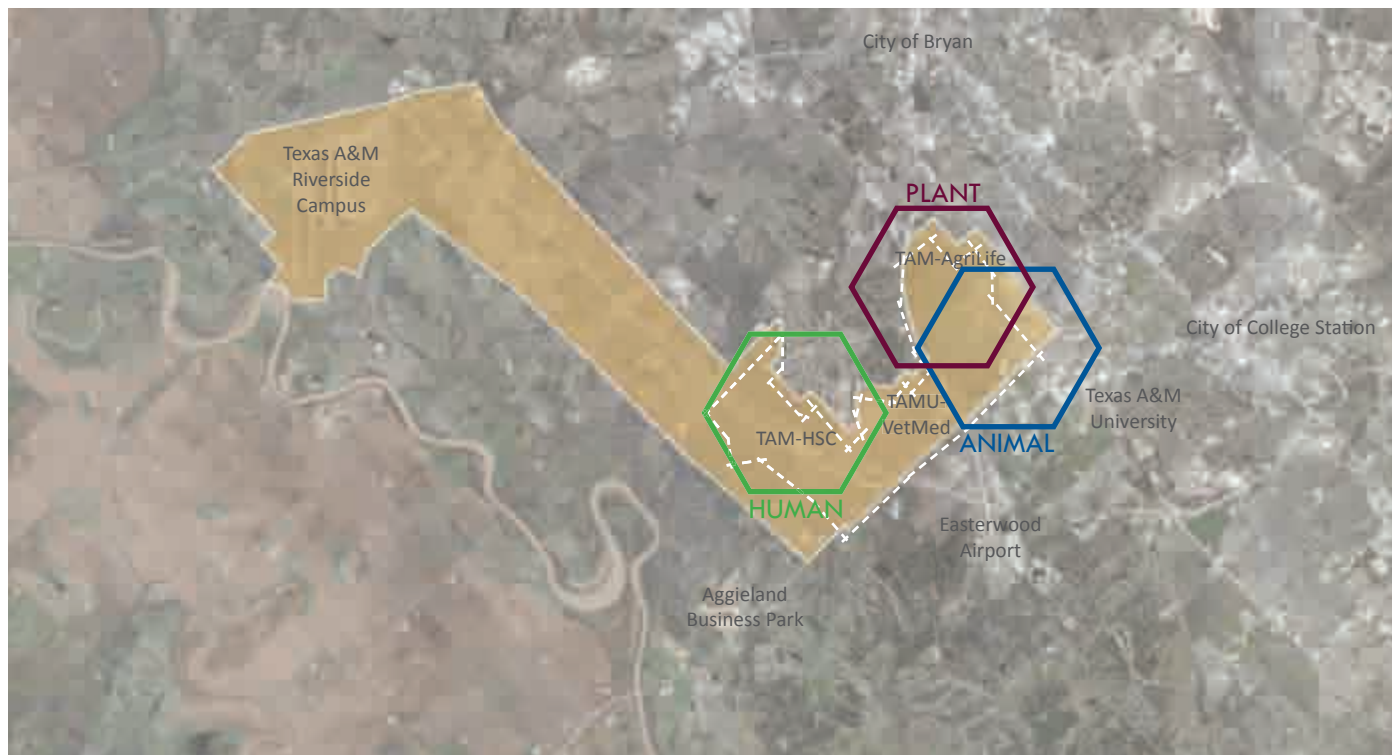 City of Bryan
Texas A&M
Riverside
Campus
PLANT
TAM-AgriLife
City of College Station
TAMU-
VetMed
Texas A&M
University
TAM-HSC
ANIMAL
HUMAN
Easterwood
Airport
Aggieland
Business Park